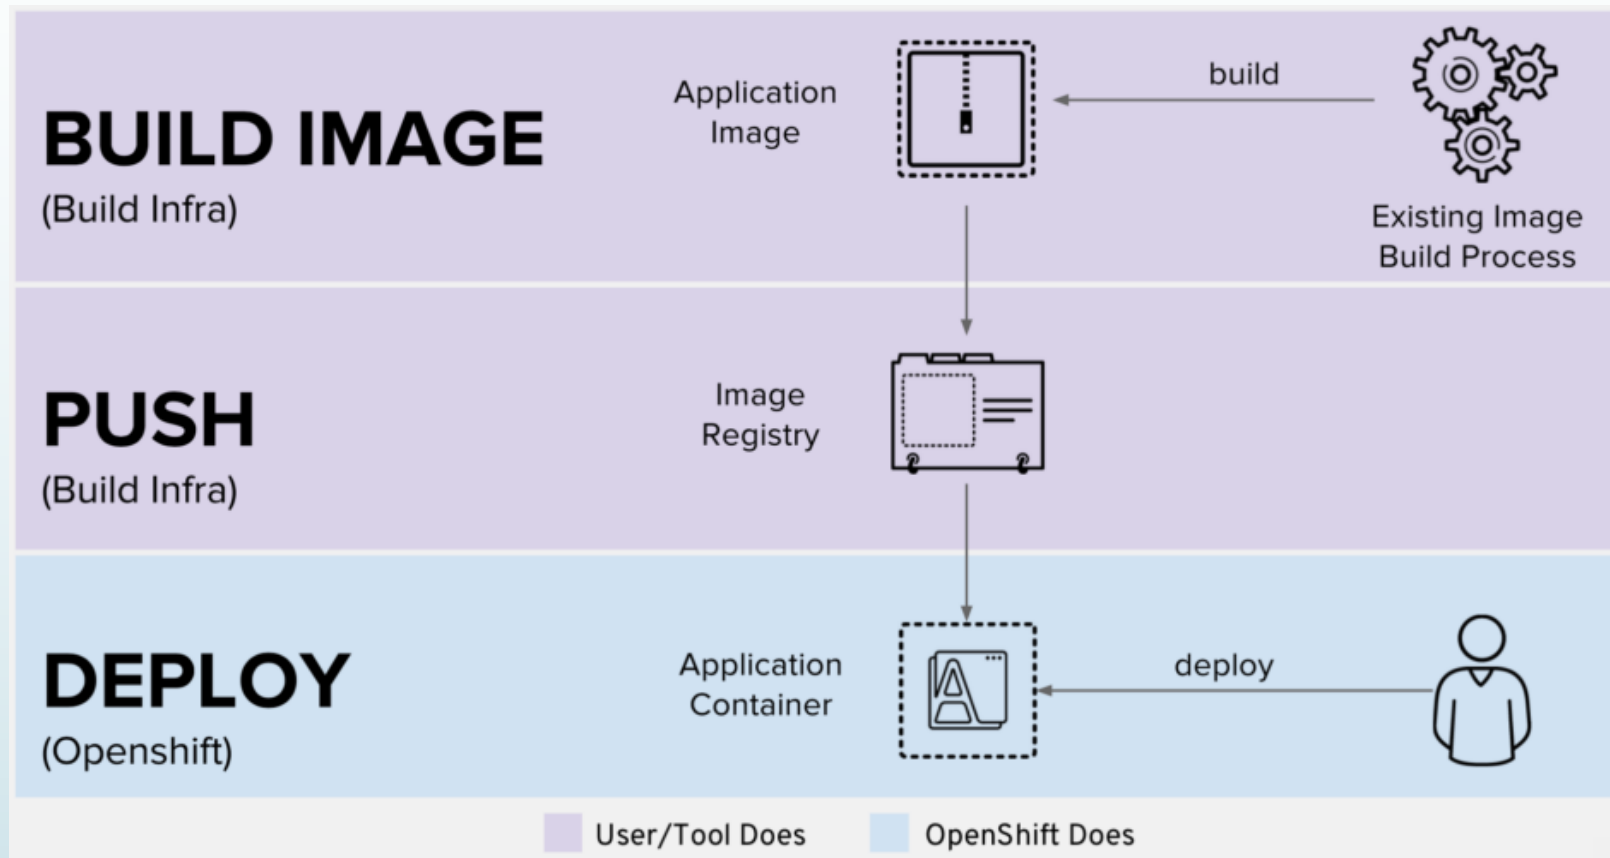 BUILD IMAGE
(Build Infra)
Application
Image
build
Existing Image
Build Process
PUSH
(Build Infra)
Image
Registry
DEPLOY
(Openshift)
Application
Container
deploy
User/Tool Does
OpenShift Does